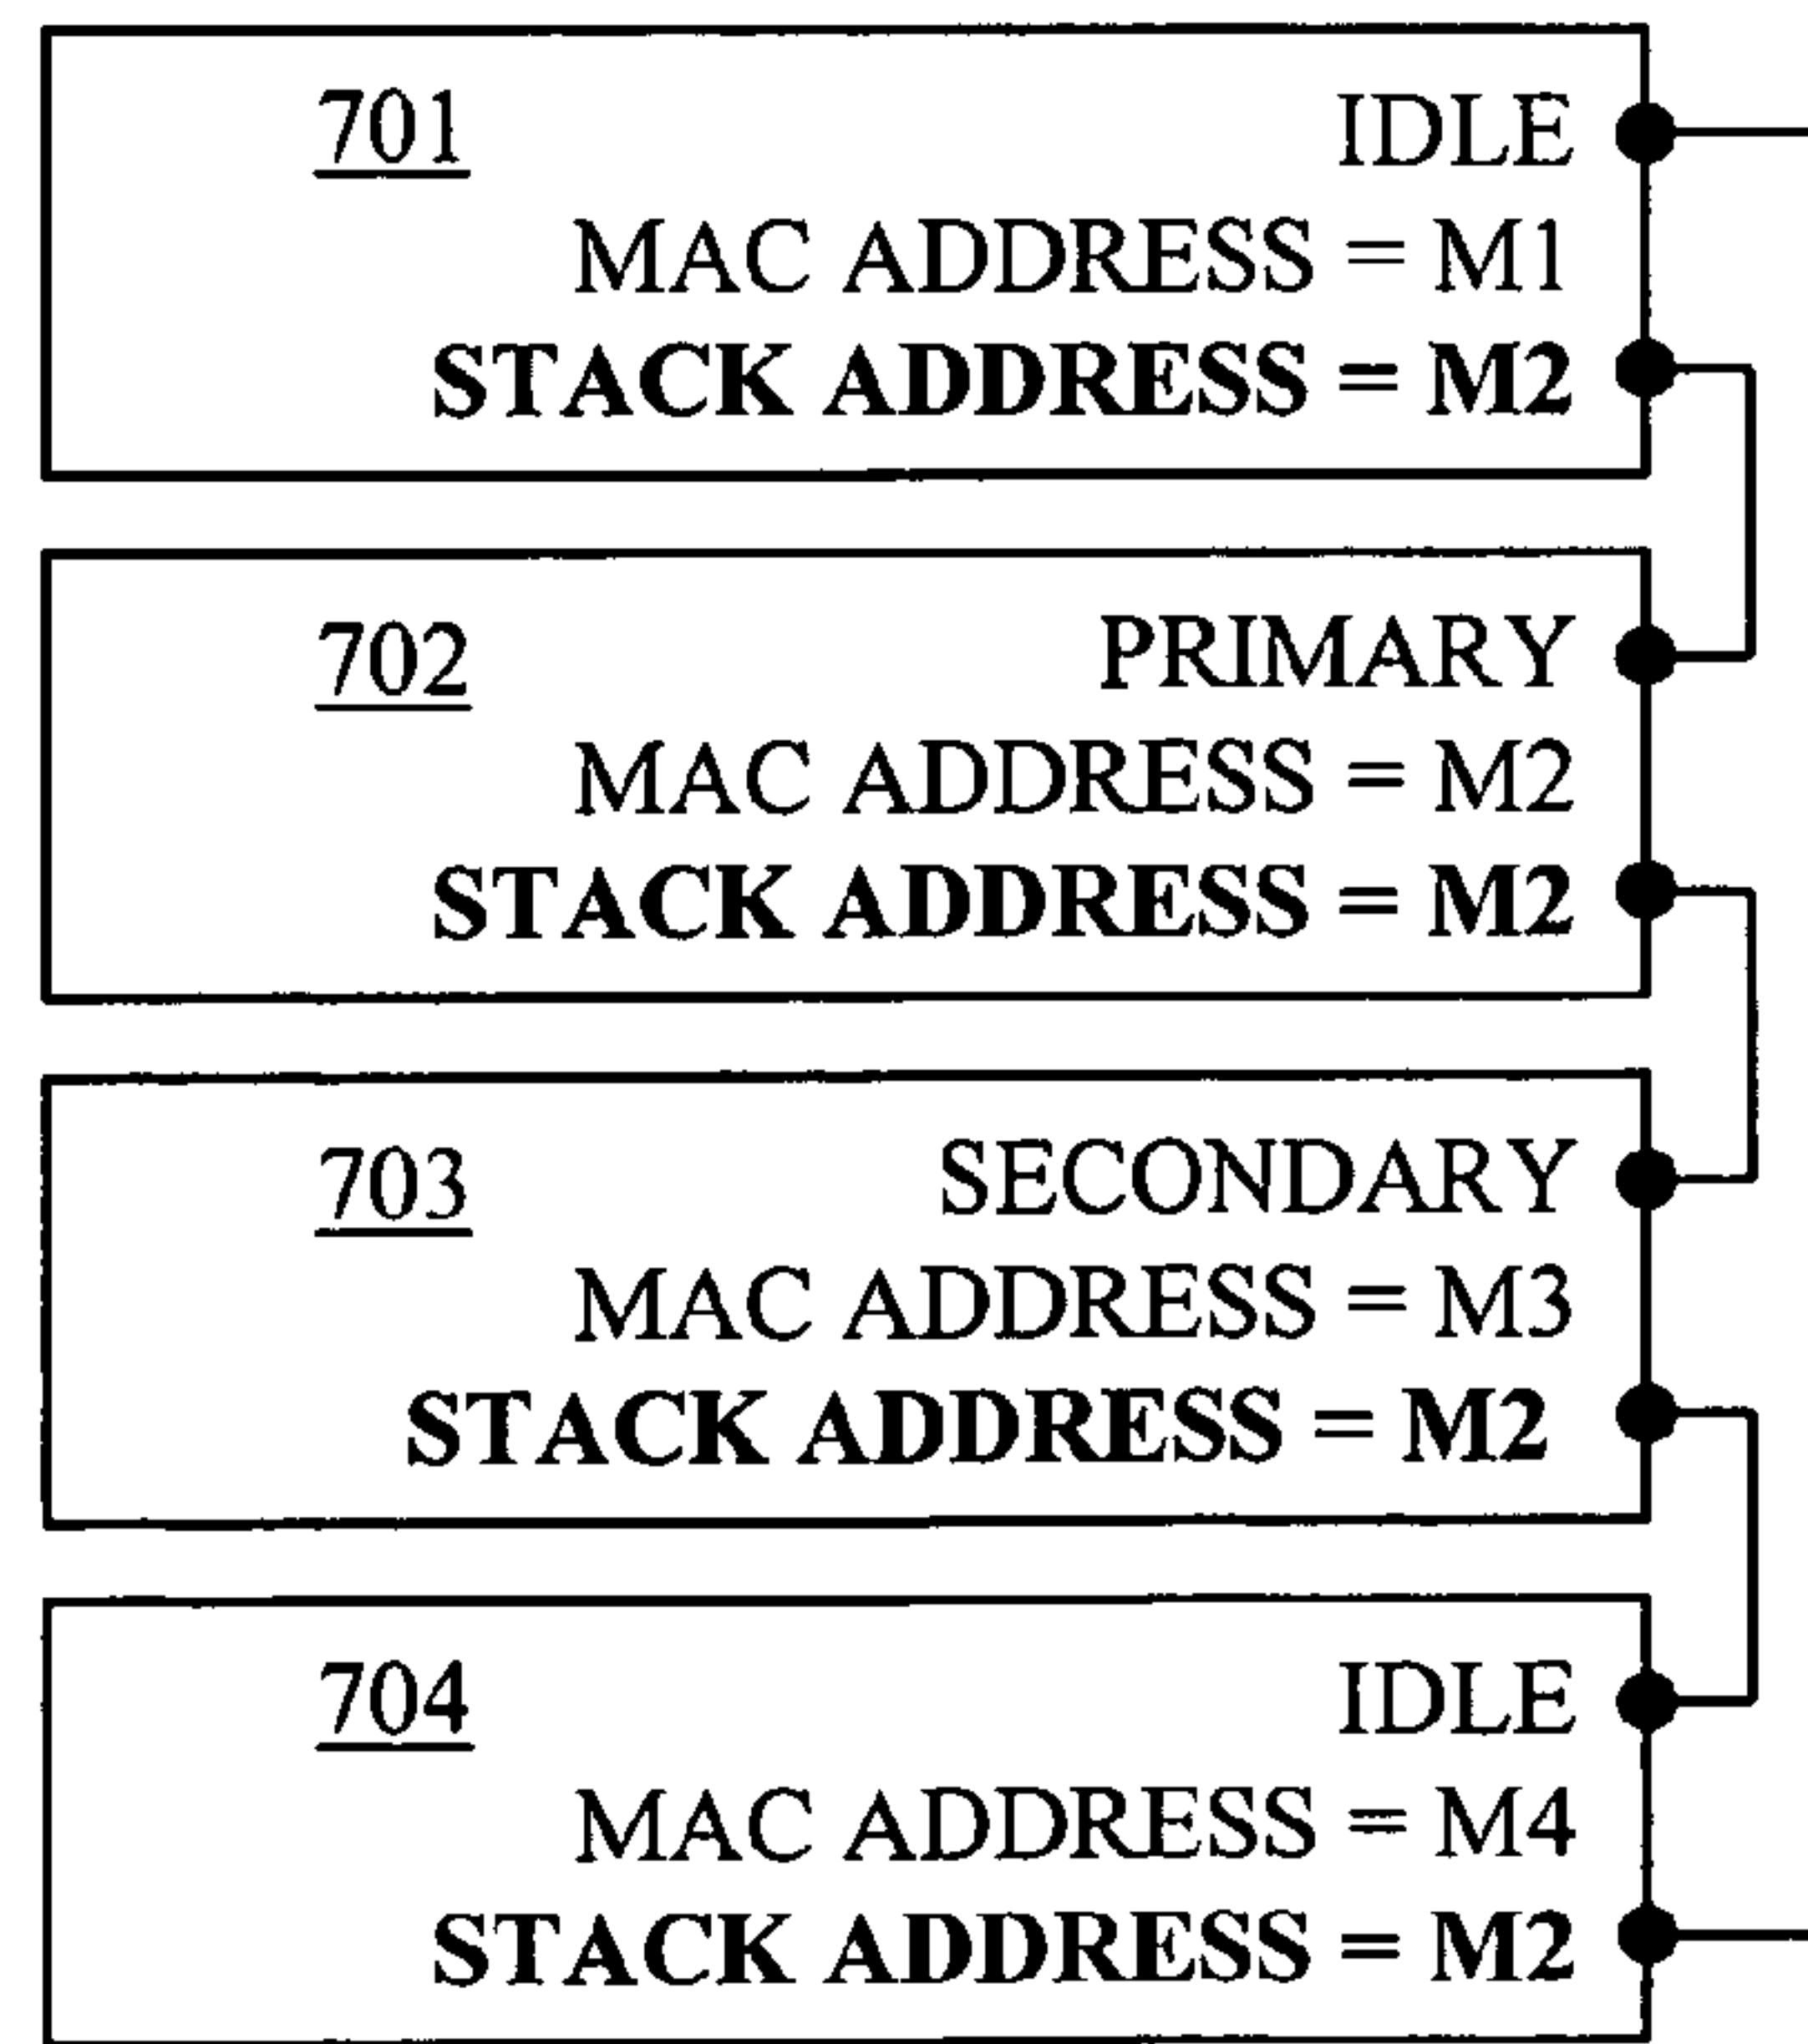 701 IDLE
MAC ADDRESS = M1
STACK ADDRESS = M2
702 PRIMARY
MAC ADDRESS = M2
STACK ADDRESS = M2
703 SECONDARY
MAC ADDRESS = M3
STACK ADDRESS = M2
704 IDLE
MAC ADDRESS = M4
STACK ADDRESS = M2